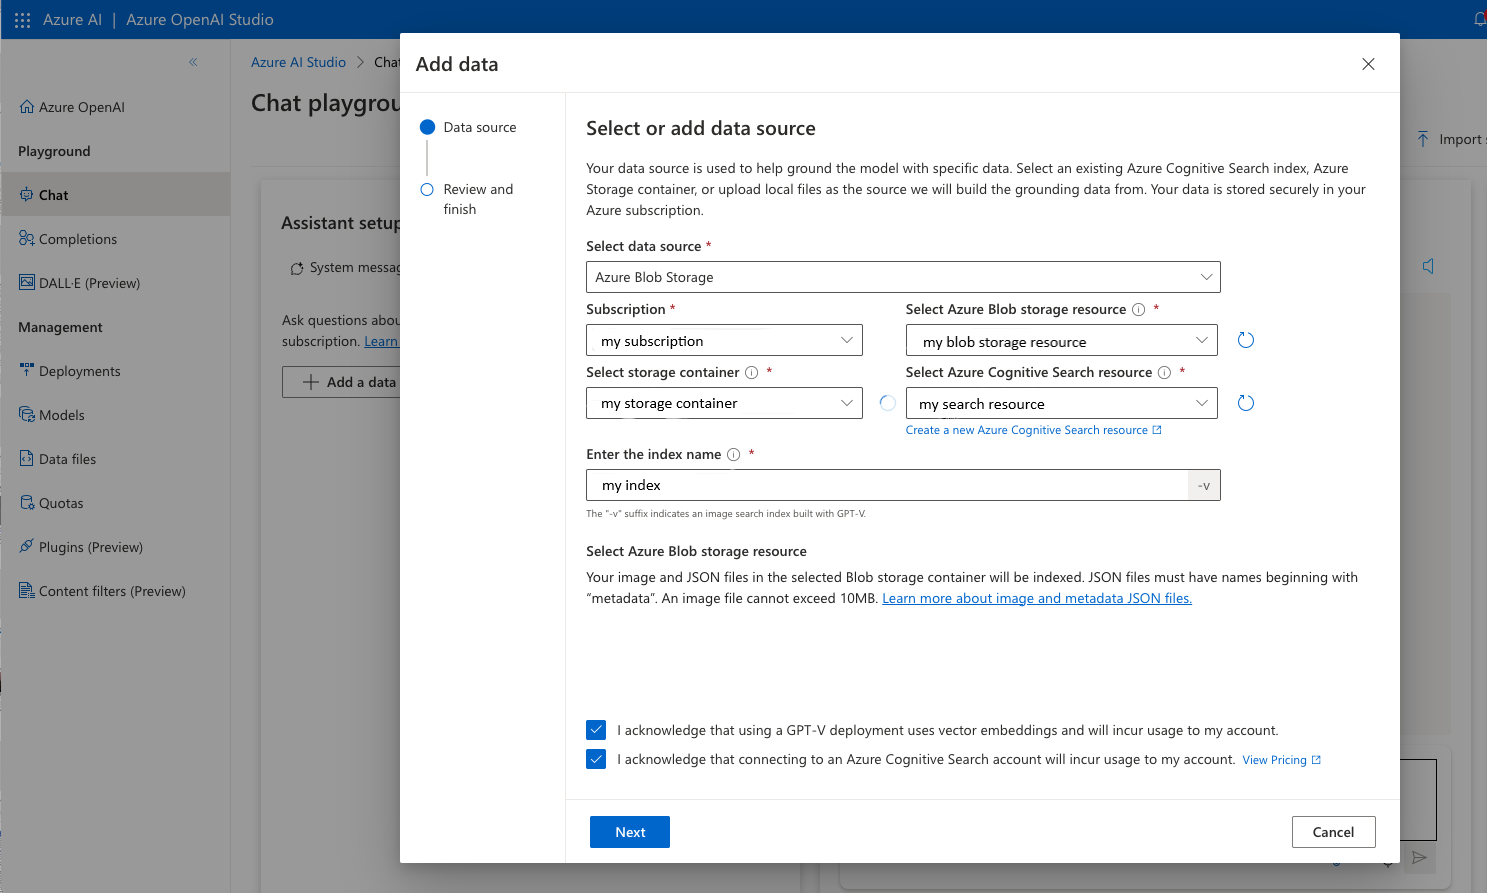 Azure AI | Azure OpenAI Studio
Azure AI Studio > Chat
Chat playgrou
Azure OpenAI
Playground
Chat
Completions
DALL·E (Preview)
Management
Deployments
Models
Data files
Quotas
Plugins (Preview)
Content filters (Preview)
Assistant setup
System messag
Ask questions abou
subscription. Learn
Add a data
Import
Add data
Data source
Review and
finish
Select or add data source
Your data source is used to help ground the model with specific data. Select an existing Azure Cognitive Search index, Azure
Storage container, or upload local files as the source we will build the grounding data from. Your data is stored securely in your
Azure subscription.
Select data source *
Azure Blob Storage
Subscription *
my subscription
Select Azure Blob storage resource *
my blob storage resource
Select storage container *
my storage container
Select Azure Cognitive Search resource *
my search resource
Create a new Azure Cognitive Search resource
Enter the index name *
my index
-v
The "-v" suffix indicates an image search index built with GPT-V.
Select Azure Blob storage resource
Your image and JSON files in the selected Blob storage container will be indexed. JSON files must have names beginning with
“metadata”. An image file cannot exceed 10MB. Learn more about image and metadata JSON files.
I acknowledge that using a GPT-V deployment uses vector embeddings and will incur usage to my account.
I acknowledge that connecting to an Azure Cognitive Search account will incur usage to my account. View Pricing
Next
Cancel